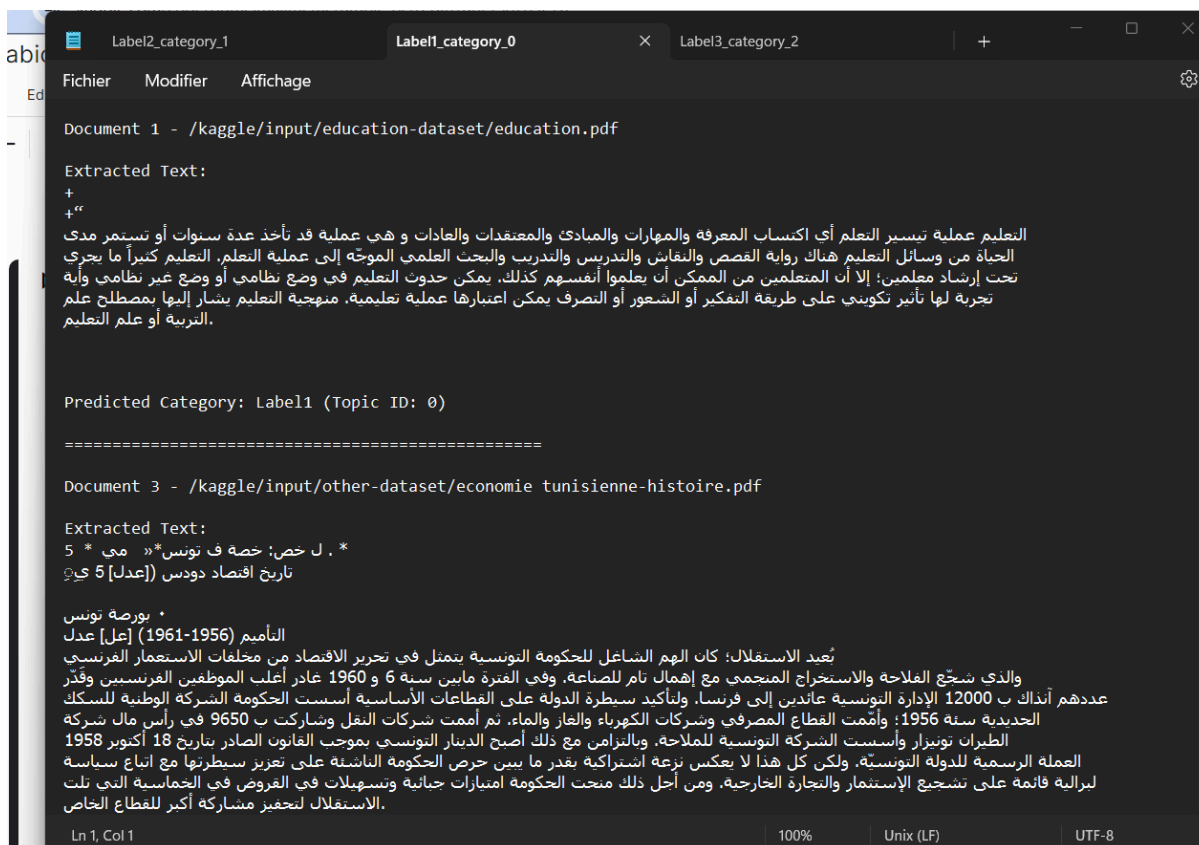 Label2_category_1
Label1_category_0
Label3_category_2
abic
Fichier Modifier Affichage
Ed
Document 1 - /kaggle/input/education-dataset/education.pdf
Extracted Text:
+
+“
التعليم عملية تيسير التعلم أي اكتساب المعرفة والمهارات والمبادئ والمعتقدات والعادات و هي عملية قد تأخذ عدة سنوات أو تستمر مدى
الحياة من وسائل التعليم هناك رواية القصص والنقاش والتدريس والتدريب والبحث العلمي الموجّه إلى عملية التعلم. التعليم كثيراً ما يجري
تحت إرشاد معلمين؛ إلا أن المتعلمين من الممكن أن يعلموا أنفسهم كذلك. يمكن حدوث التعليم في وضع نظامي أو وضع غير نظامي وأية
تجربة لها تأثير تكويني على طريقة التفكير أو الشعور أو التصرف يمكن اعتبارها عملية تعليمية. منهجية التعليم يشار إليها بمصطلح علم
التربية أو علم التعليم.
Predicted Category: Label1 (Topic ID: 0)
==================================================
Document 3 - /kaggle/input/other-dataset/economie tunisienne-histoire.pdf
Extracted Text:
* . ل خص: خصة ف تونس*« مي * 5
تاريخ اقتصاد دودس ([عدل] 5 ي
• بورصة تونس
التأميم (1956-1961) [عل] عدل
بُعيد الاستقلال؛ كان الهم الشاغل للحكومة التونسية يتمثل في تحرير الاقتصاد من مخلفات الاستعمار الفرنسي
والذي شجّع الفلاحة والاستخراج المنجمي مع إهمال تام للصناعة. وفي الفترة مابين سنة 6 و 1960 غادر أغلب الموظفين الفرنسيين وقَدّر
عددهم آنذاك ب 12000 الإدارة التونسية عائدين إلى فرنسا. ولتأكيد سيطرة الدولة على القطاعات الأساسية أسست الحكومة الشركة الوطنية للسكك
الحديدية سنة 1956؛ وأمّمت القطاع المصرفي وشركات الكهرباء والغاز والماء. ثم أممت شركات النقل وشاركت ب 9650 في رأس مال شركة
الطيران تونيزار وأسست الشركة التونسية للملاحة. وبالتزامن مع ذلك أصبح الدينار التونسي بموجب القانون الصادر بتاريخ 18 أكتوبر 1958
العملة الرسمية للدولة التونسيّة. ولكن كل هذا لا يعكس نزعة اشتراكية بقدر ما يبين حرص الحكومة الناشئة على تعزيز سيطرتها مع اتباع سياسة
لبرالية قائمة على تشجيع الإستثمار والتجارة الخارجية. ومن أجل ذلك منحت الحكومة امتيازات جبائية وتسهيلات في القروض في الخماسية التي تلت
الاستقلال لتحفيز مشاركة أكبر للقطاع الخاص.
Ln 1, Col 1 100% Unix (LF) UTF-8